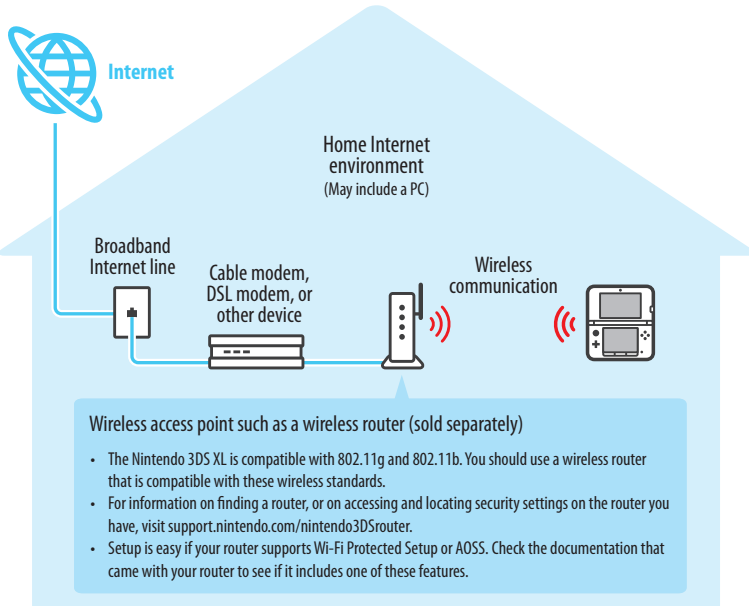 Internet
Home Internet
environment
(May include a PC)
Broadband
Internet line
Cable modem,
DSL modem, or
other device
Wireless
communication
Wireless access point such as a wireless router (sold separately)
• The Nintendo 3DS XL is compatible with 802.11g and 802.11b. You should use a wireless router
that is compatible with these wireless standards.
• For information on finding a router, or on accessing and locating security settings on the router you
have, visit support.nintendo.com/nintendo3DSrouter.
• Setup is easy if your router supports Wi-Fi Protected Setup or AOSS. Check the documentation that
came with your router to see if it includes one of these features.